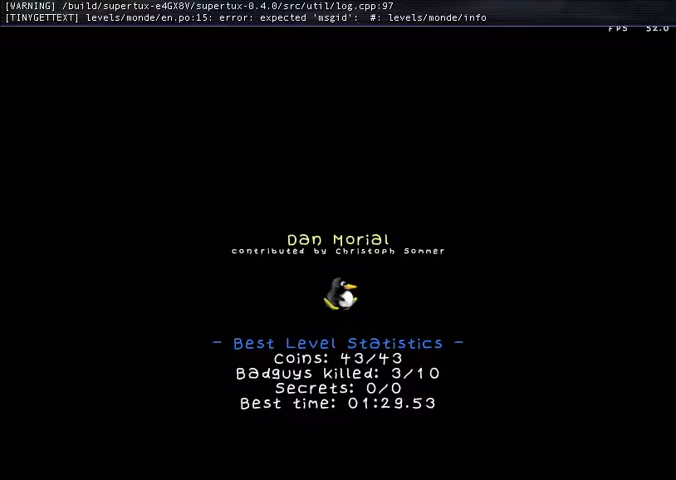 [WARNING] /build/supertux-e4GX8V/supertux-0.4.0/src/util/log.cpp:97
[TINYGETTEXT] levels/monde/en.po:15: error: expected 'msgid':  #: levels/monde/info
FPS 52.0
Dan Morial
contributed by Christoph Sommer
- Best Level Statistics -
Coins: 43/43
Badguys killed: 3/10
Secrets: 0/0
Best time: 01:29.53